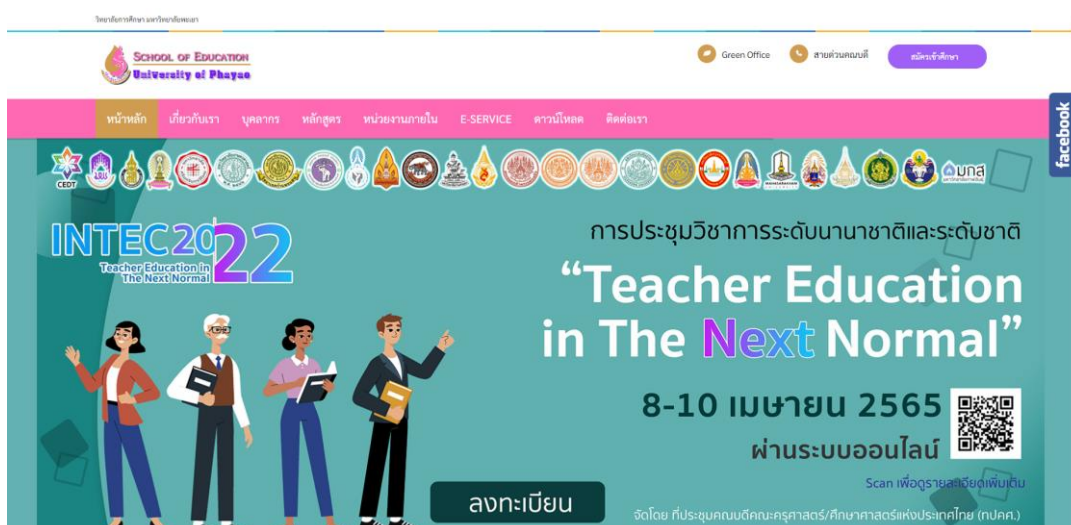 วิทยาลัยการศึกษา มหาวิทยาลัยพะเยา
SCHOOL OF EDUCATION
University of Phayao
Green Office
สายด่วนคณบดี
สมัครเข้าศึกษา
หน้าหลัก เกี่ยวกับเรา บุคลากร หลักสูตร หน่วยงานภายใน E-SERVICE ดาวน์โหลด ติดต่อเรา
facebook
CEDT
มกส
INTEC2022
Teacher Education in
The Next Normal
การประชุมวิชาการระดับนานาชาติและระดับชาติ
“Teacher Education
in The Next Normal”
8-10 เมษายน 2565
ผ่านระบบออนไลน์
Scan เพื่อดูรายละเอียดเพิ่มเติม
ลงทะเบียน
จัดโดย ที่ประชุมคณบดีคณะครุศาสตร์/ศึกษาศาสตร์แห่งประเทศไทย (ทปคศ.)